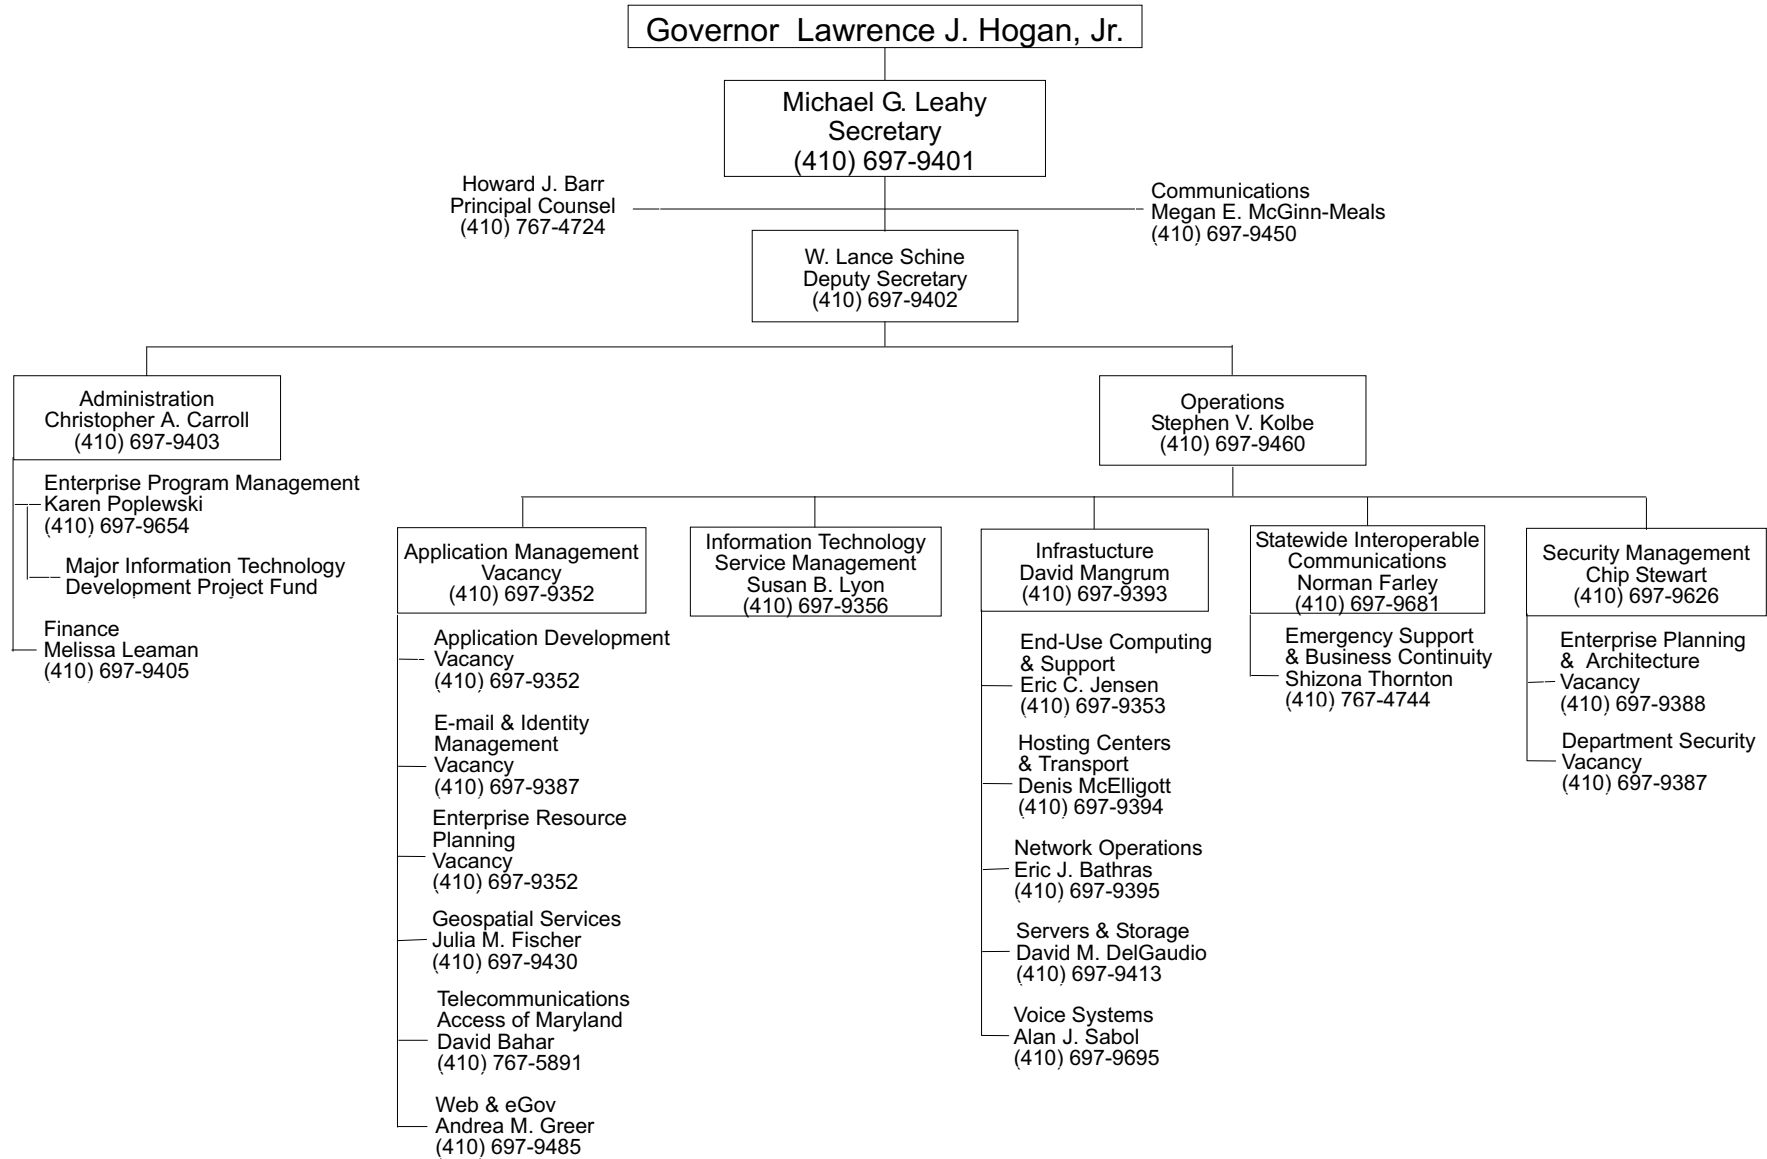 Governor  Lawrence J. Hogan, Jr.
Michael G. Leahy
Secretary
(410) 697-9401
Howard J. Barr
Principal Counsel
(410) 767-4724
Communications
Megan E. McGinn-Meals
(410) 697-9450
W. Lance Schine
Deputy Secretary
(410) 697-9402
Administration
Christopher A. Carroll
(410) 697-9403
Enterprise Program Management
Karen Poplewski
(410) 697-9654
Major Information Technology
Development Project Fund
Finance
Melissa Leaman
(410) 697-9405
Operations
Stephen V. Kolbe
(410) 697-9460
Application Management
Vacancy
(410) 697-9352
Application Development
Vacancy
(410) 697-9352
E-mail & Identity
Management
Vacancy
(410) 697-9387
Enterprise Resource
Planning
Vacancy
(410) 697-9352
Geospatial Services
Julia M. Fischer
(410) 697-9430
Telecommunications
Access of Maryland
David Bahar
(410) 767-5891
Web & eGov
Andrea M. Greer
(410) 697-9485
Information Technology
Service Management
Susan B. Lyon
(410) 697-9356
Infrastucture
David Mangrum
(410) 697-9393
End-Use Computing
& Support
Eric C. Jensen
(410) 697-9353
Hosting Centers
& Transport
Denis McElligott
(410) 697-9394
Network Operations
Eric J. Bathras
(410) 697-9395
Servers & Storage
David M. DelGaudio
(410) 697-9413
Voice Systems
Alan J. Sabol
(410) 697-9695
Statewide Interoperable
Communications
Norman Farley
(410) 697-9681
Emergency Support
& Business Continuity
Shizona Thornton
(410) 767-4744
Security Management
Chip Stewart
(410) 697-9626
Enterprise Planning
&  Architecture
Vacancy
(410) 697-9388
Department Security
Vacancy
(410) 697-9387